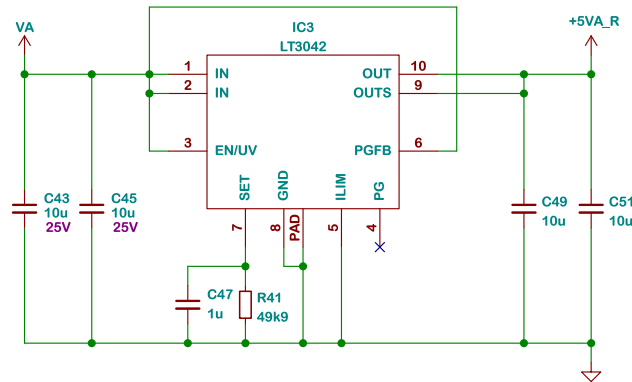 VA
IC3
LT3042
+5VA_R
1
IN
OUT
10
2
IN
OUTS
9
3
EN/UV
PGFB
6
SET
GND
ILIM
PG
7
8
PAD
5
4
C43
10u
25V
C45
10u
25V
C49
10u
C51
10u
C47
1u
R41
49k9